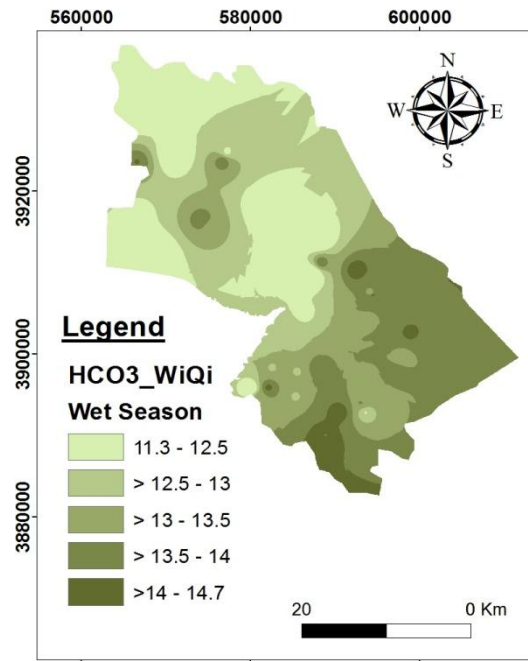 560000 580000 600000
N
W E
S
3920000
3900000
3880000
Legend
HCO3_WiQi
Wet Season
11.3 - 12.5
> 12.5 - 13
> 13 - 13.5
> 13.5 - 14
>14 - 14.7
20 0 Km